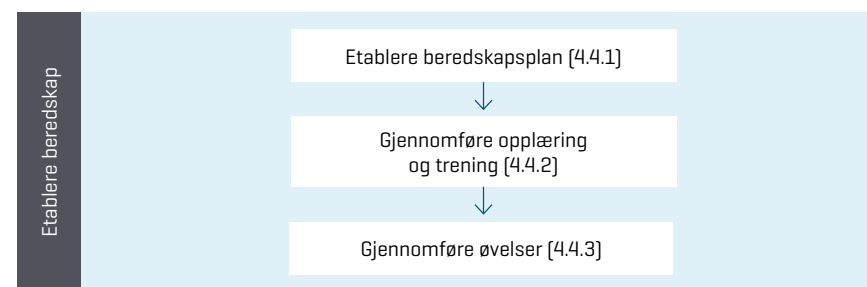 Etablere beredskap
Etablere beredskapsplan (4.4.1)
Gjennomføre opplæring
og trening (4.4.2)
Gjennomføre øvelser (4.4.3)